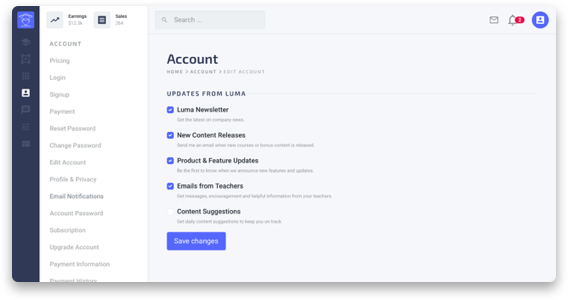 Earnings
$12.3k
Sales
264
Search ...
2
ACCOUNT
Pricing
Login
Signup
Payment
Reset Password
Change Password
Edit Account
Profile & Privacy
Email Notifications
Account Password
Subscription
Upgrade Account
Payment Information
Payment History
Account
HOME > ACCOUNT > EDIT ACCOUNT
UPDATES FROM LUMA
Luma Newsletter
Get the latest on company news.
New Content Releases
Send me an email when new courses or bonus content is released.
Product & Feature Updates
Be the first to know when we announce new features and updates.
Emails from Teachers
Get messages, encouragement and helpful information from your teachers.
Content Suggestions
Get daily content suggestions to keep you on track.
Save changes